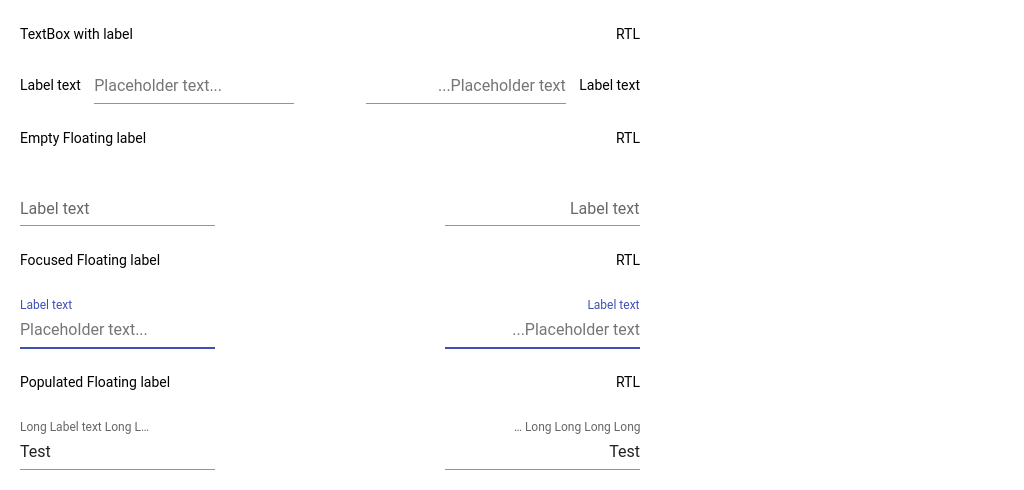 TextBox with label RTL
Label text Placeholder text... ...Placeholder text Label text
Empty Floating label RTL
Label text Label text
Focused Floating label RTL
Label text Label text
Placeholder text... ...Placeholder text
Populated Floating label RTL
Long Label text Long L... ... Long Long Long Long
Test Test